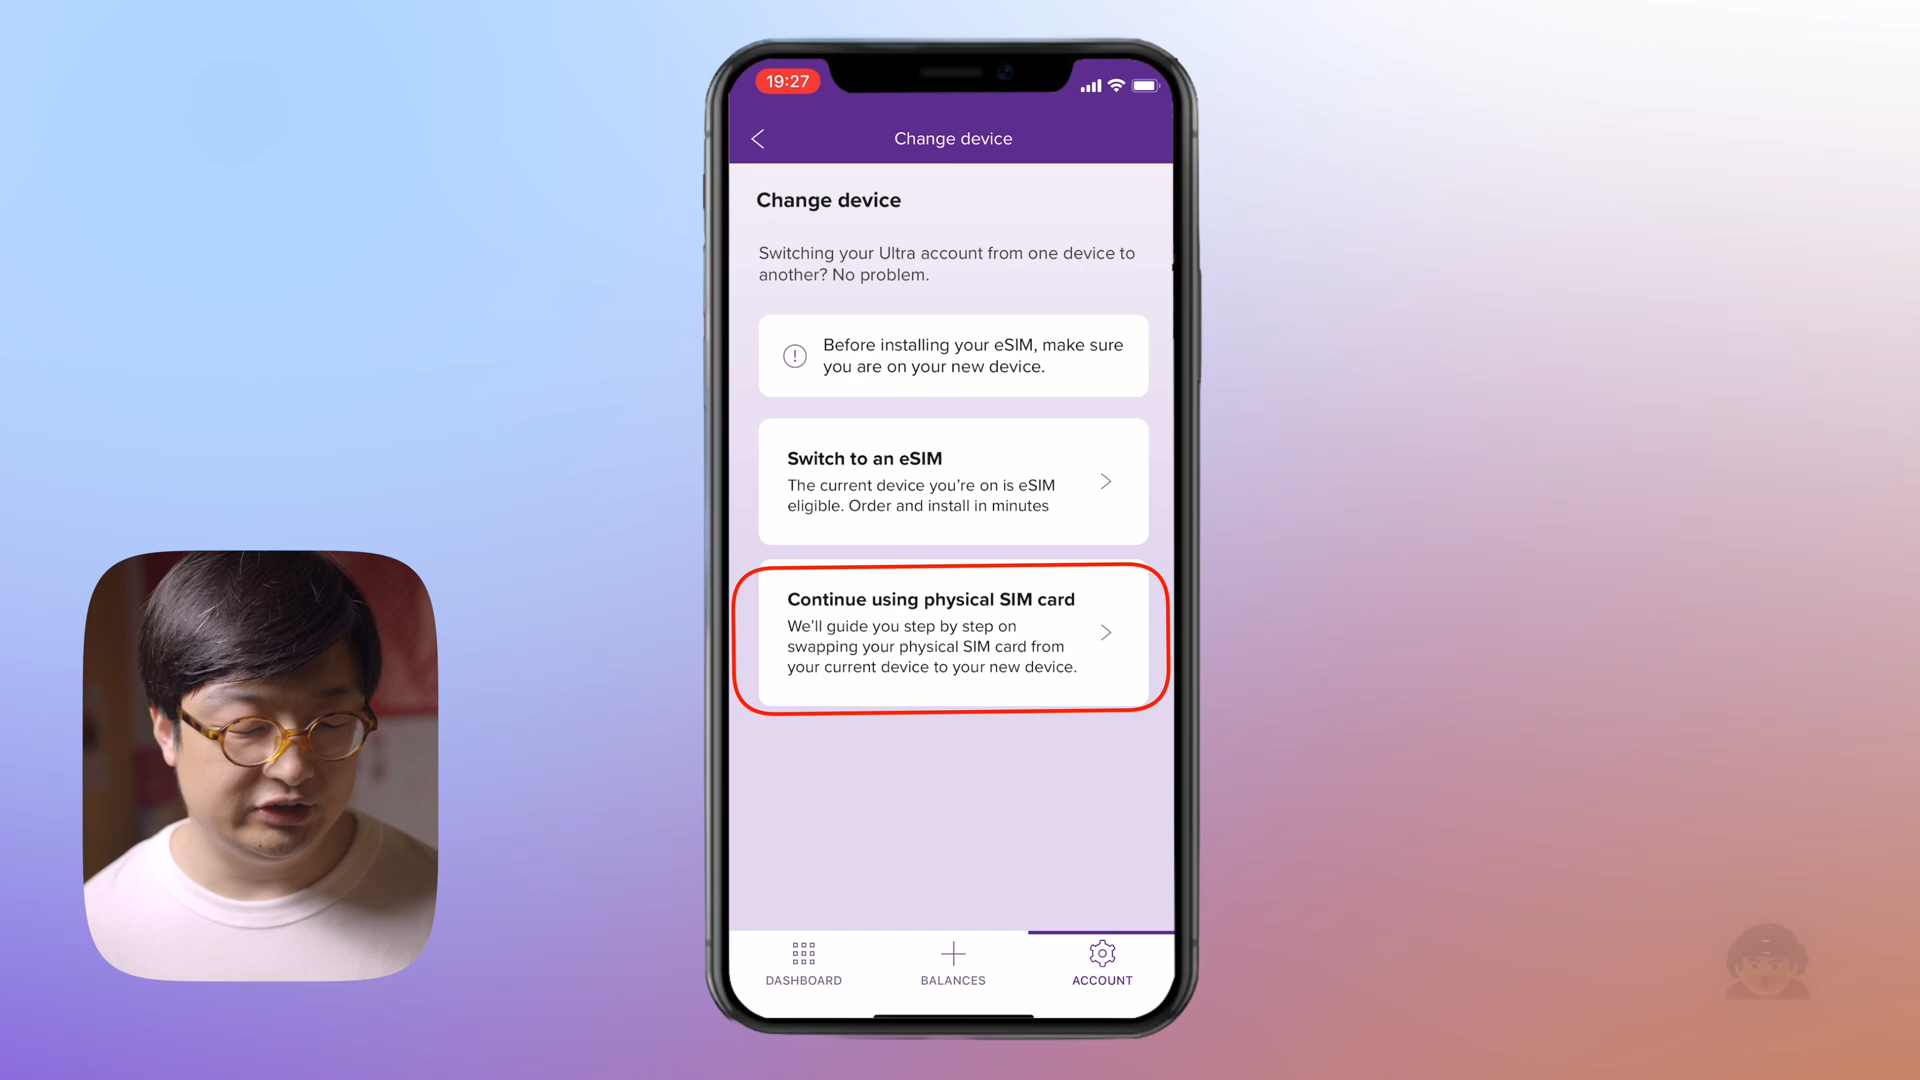 19:27
Change device
Change device
Switching your Ultra account from one device to
another? No problem.
Before installing your eSIM, make sure
you are on your new device.
Switch to an eSIM
The current device you’re on is eSIM
eligible. Order and install in minutes
Continue using physical SIM card
We’ll guide you step by step on
swapping your physical SIM card from
your current device to your new device.
DASHBOARD
BALANCES
ACCOUNT